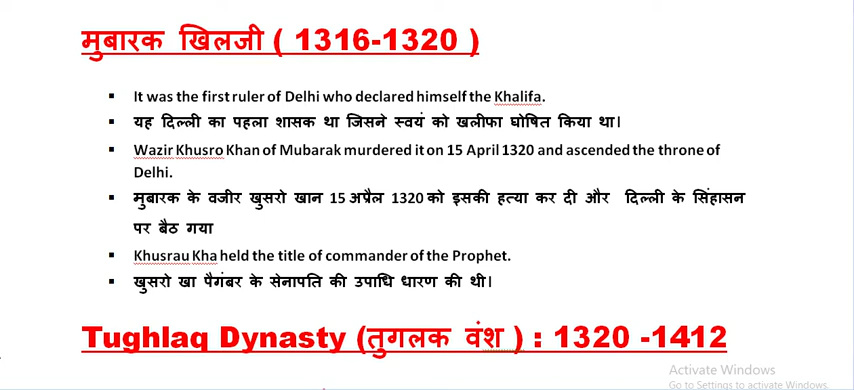 मुबारक खिलजी ( 1316-1320 )
▪ It was the first ruler of Delhi who declared himself the Khalifa.
▪ यह दिल्ली का पहला शासक था जिसने स्वयं को खलीफा घोषित किया था।
▪ Wazir Khusro Khan of Mubarak murdered it on 15 April 1320 and ascended the throne of
Delhi.
▪ मुबारक के वजीर खुसरो खान 15 अप्रैल 1320 को इसकी हत्या कर दी और दिल्ली के सिंहासन
पर बैठ गया
▪ Khusrau Kha held the title of commander of the Prophet.
▪ खुसरो खा पैगंबर के सेनापति की उपाधि धारण की थी।
Tughlaq Dynasty (तुगलक वंश ) : 1320 -1412
Activate Windows
Go to Settings to activate Windows.